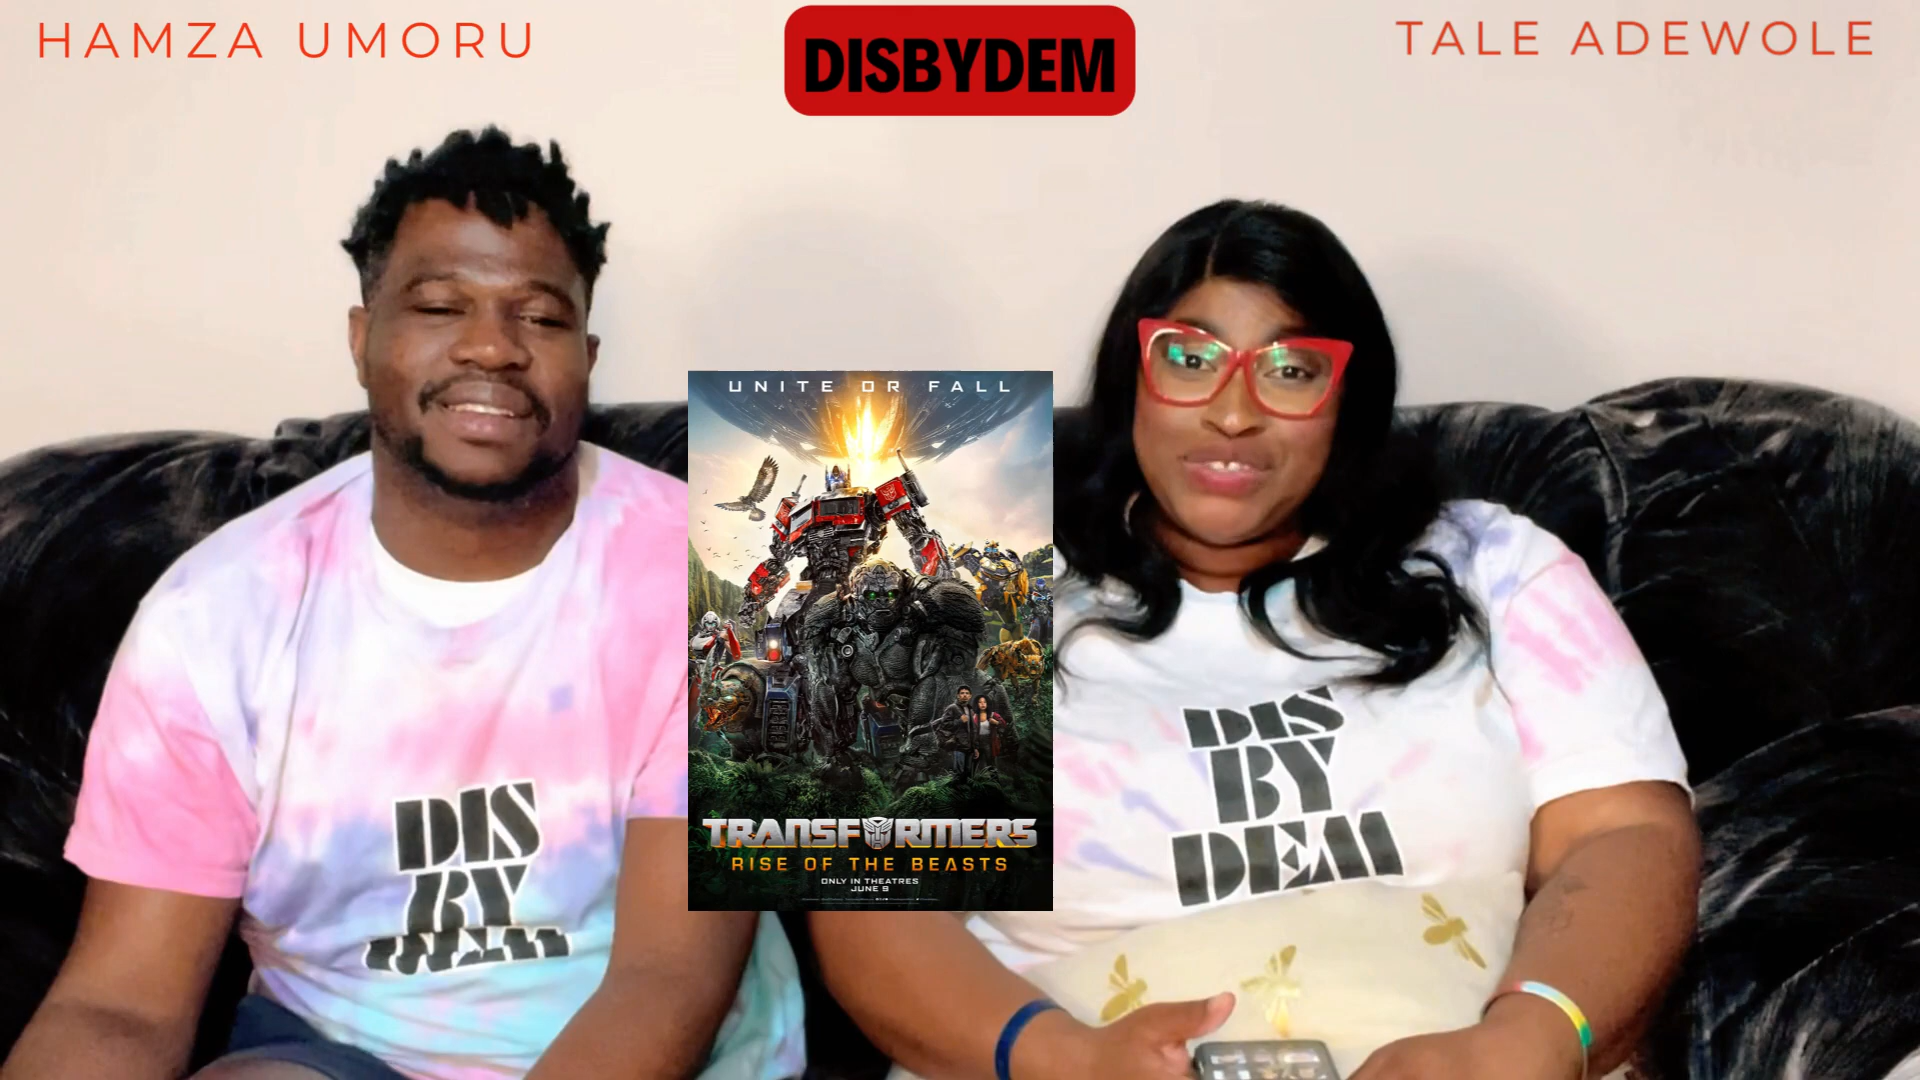 HAMZA UMORU
DISBYDEM
TALE ADEWOLE
UNITE OR FALL
TRANSFORMERS
RISE OF THE BEASTS
ONLY IN THEATRES
JUNE 9
DIS
BY
DEM
DIS
BY
DEM